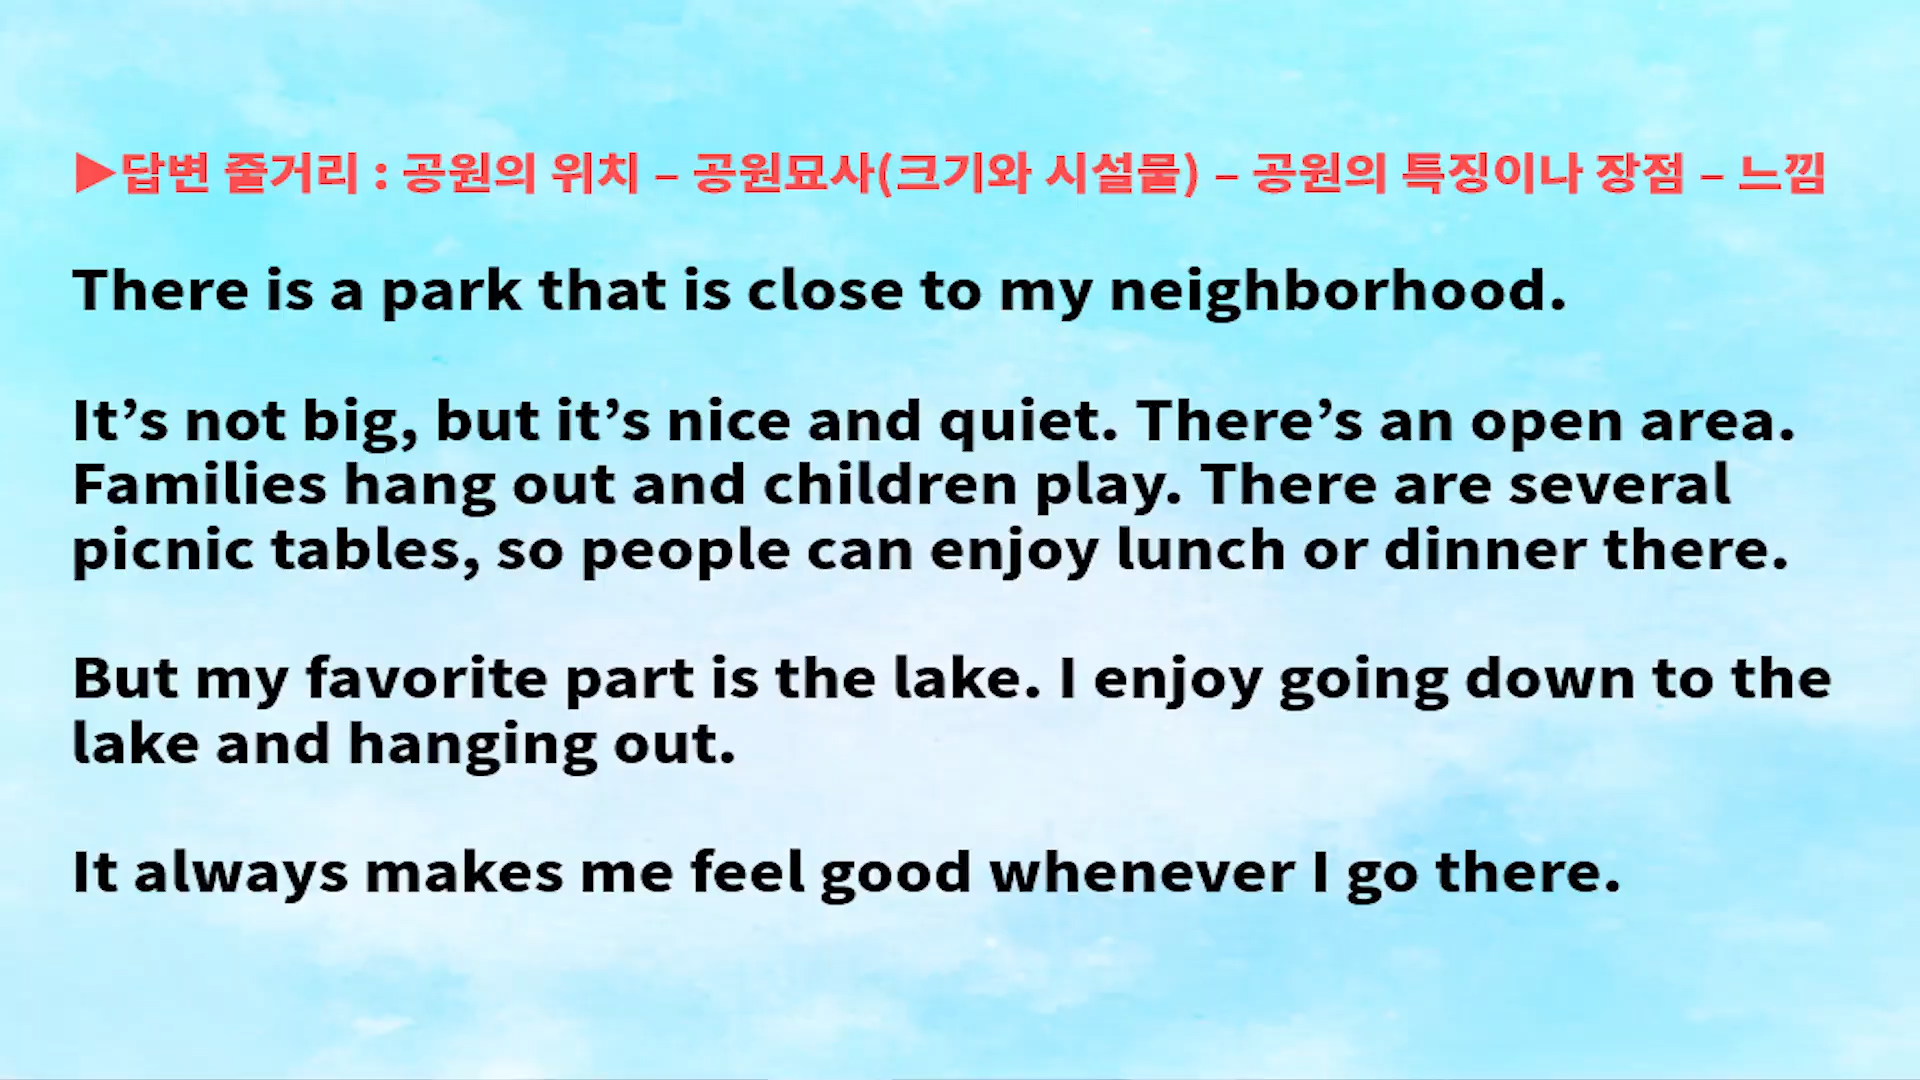 ▶답변 줄거리 : 공원의 위치 – 공원묘사(크기와 시설물) – 공원의 특징이나 장점 – 느낌
There is a park that is close to my neighborhood.
It’s not big, but it’s nice and quiet. There’s an open area.
Families hang out and children play. There are several
picnic tables, so people can enjoy lunch or dinner there.
But my favorite part is the lake. I enjoy going down to the
lake and hanging out.
It always makes me feel good whenever I go there.